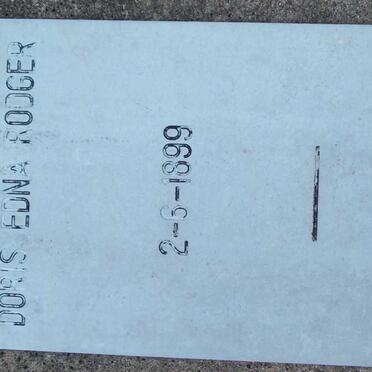 DORIS EDNA RODGER
2-6-1899